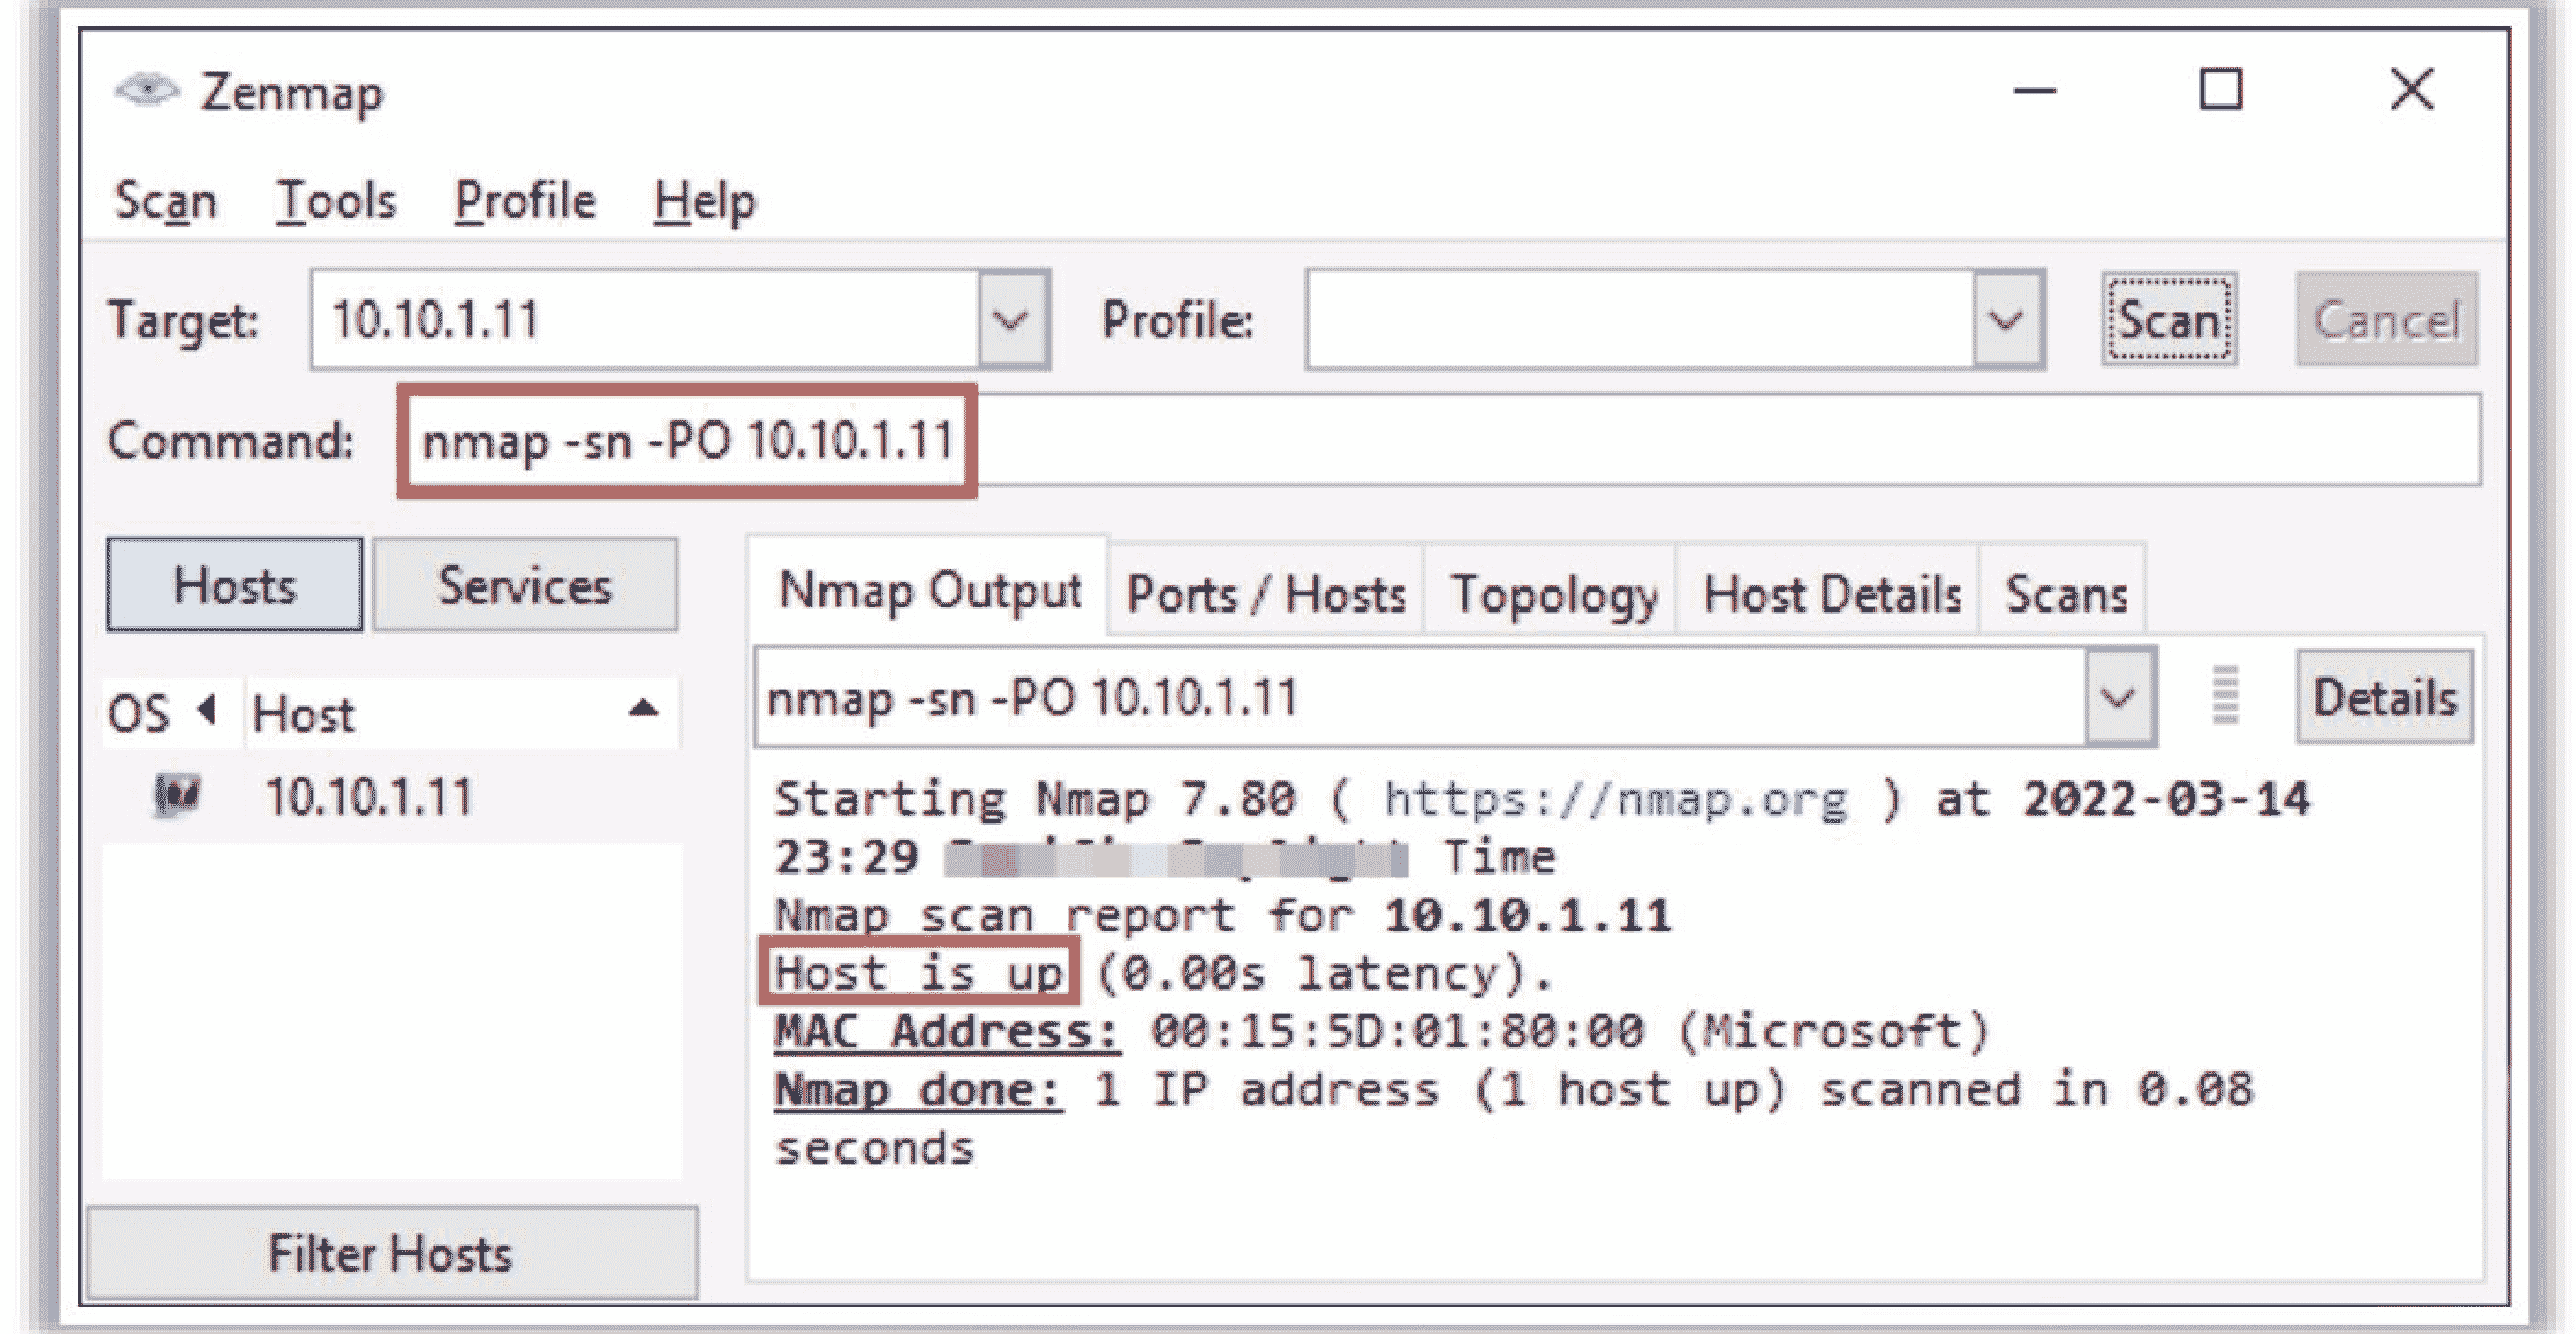 Zenmap
Scan Tools Profile Help
Target: 10.10.1.11 Profile: Scan Cancel
Command: nmap -sn -PO 10.10.1.11
Hosts Services
OS Host
10.10.1.11
Filter Hosts
Nmap Output Ports / Hosts Topology Host Details Scans
nmap -sn -PO 10.10.1.11 Details
Starting Nmap 7.80 ( https://nmap.org ) at 2022-03-14
23:29 Time
Nmap scan report for 10.10.1.11
Host is up (0.00s latency).
MAC Address: 00:15:5D:01:80:00 (Microsoft)
Nmap done: 1 IP address (1 host up) scanned in 0.08
seconds